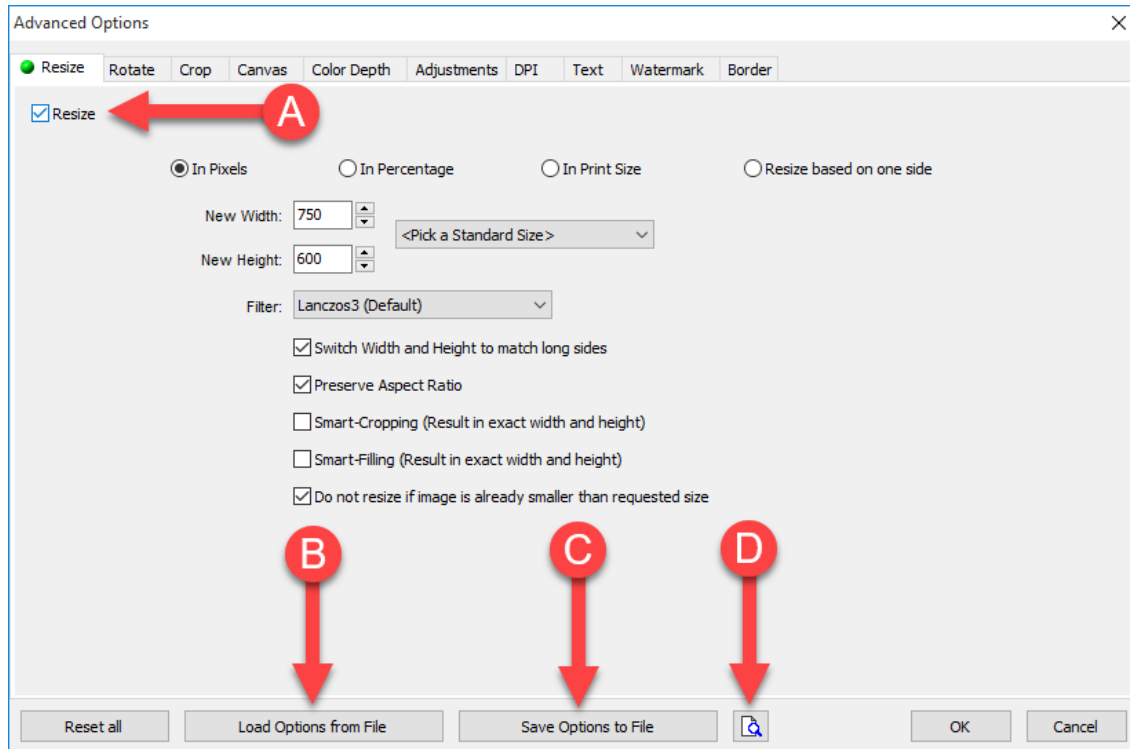 Advanced Options
Resize Rotate Crop Canvas Color Depth Adjustments DPI Text Watermark Border
Resize A
In Pixels In Percentage In Print Size Resize based on one side
New Width: 750
<Pick a Standard Size>
New Height: 600
Filter: Lanczos3 (Default)
Switch Width and Height to match long sides
Preserve Aspect Ratio
Smart-Cropping (Result in exact width and height)
Smart-Filling (Result in exact width and height)
Do not resize if image is already smaller than requested size
B C D
Reset all Load Options from File Save Options to File OK Cancel